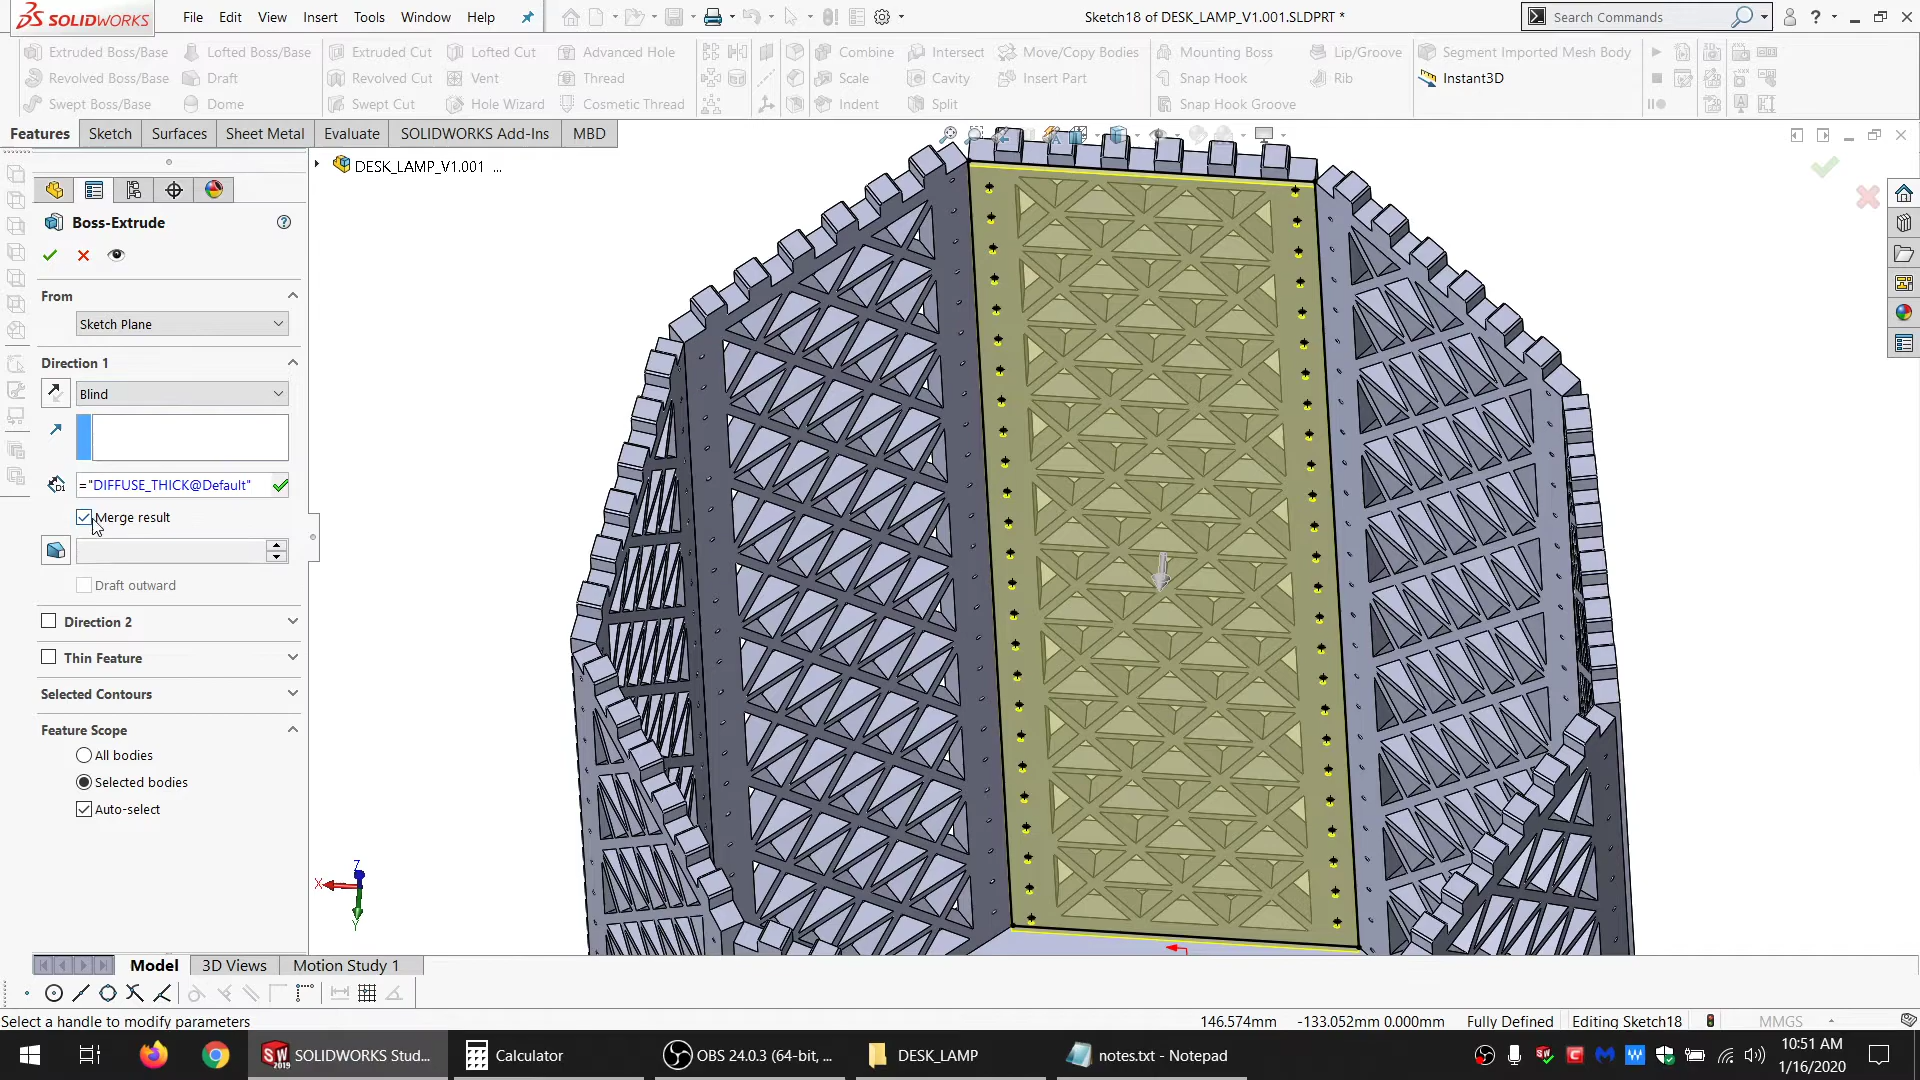 SOLIDWORKS File Edit View Insert Tools Window Help Sketch18 of DESK_LAMP_V1.001.SLDPRT * Search Commands
Extruded Boss/Base Lofted Boss/Base Extruded Cut Lofted Cut Advanced Hole Combine Intersect Move/Copy Bodies Mounting Boss Lip/Groove Segment Imported Mesh Body
Revolved Boss/Base Draft Revolved Cut Vent Thread Scale Cavity Insert Part Snap Hook Rib Instant3D
Swept Boss/Base Dome Swept Cut Hole Wizard Cosmetic Thread Indent Split Snap Hook Groove
Features Sketch Surfaces Sheet Metal Evaluate SOLIDWORKS Add-Ins MBD
DESK_LAMP_V1.001 ...
Boss-Extrude
From
Sketch Plane
Direction 1
Blind
="DIFFUSE_THICK@Default"
Merge result
Draft outward
Direction 2
Thin Feature
Selected Contours
Feature Scope
All bodies
Selected bodies
Auto-select
Z
X
Y
Model 3D Views Motion Study 1
Select a handle to modify parameters 146.574mm -133.052mm 0.000mm Fully Defined Editing Sketch18 MMGS
SOLIDWORKS Stud... Calculator OBS 24.0.3 (64-bit, ... DESK_LAMP notes.txt - Notepad 10:51 AM
1/16/2020